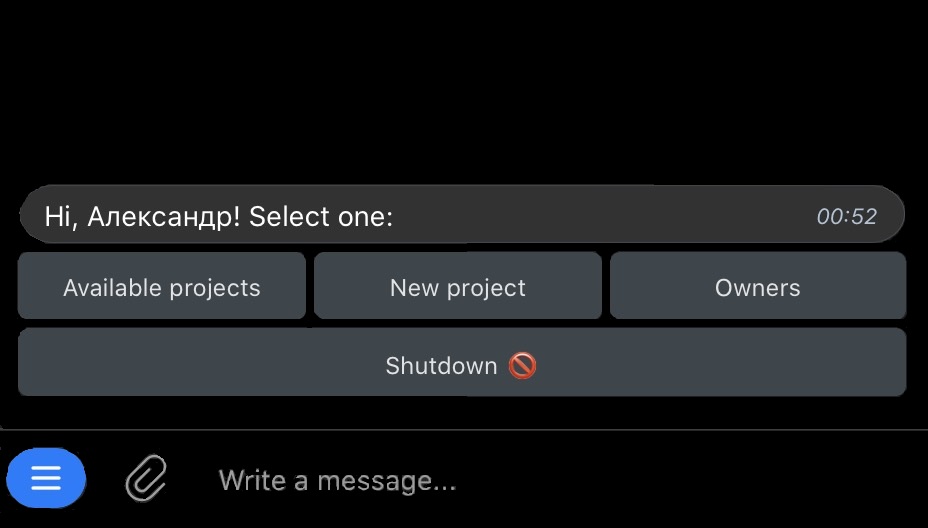 Hi, Александр! Select one:
00:52
Available projects
New project
Owners
Shutdown 🚫
Write a message...